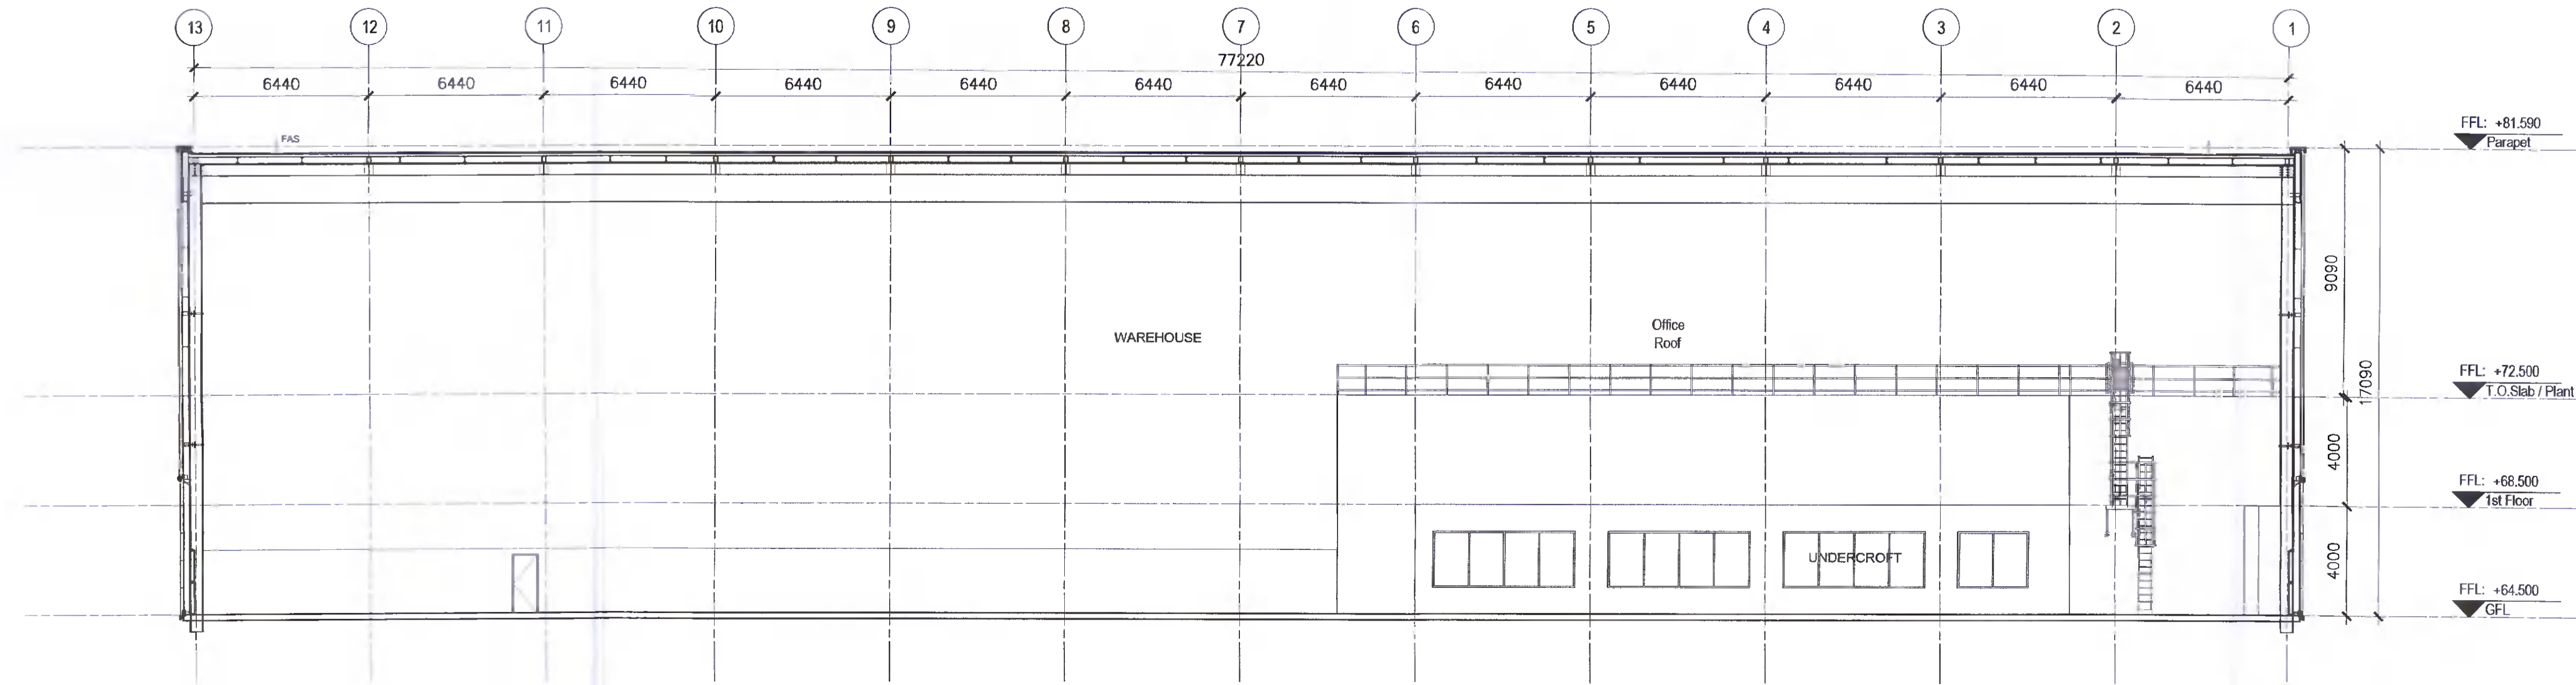 13 12 11 10 9 8 7 6 5 4 3 2 1
77220
6440 6440 6440 6440 6440 6440 6440 6440 6440 6440 6440 6440
FFL: +81.590
Parapet
FAS
9090
17090
WAREHOUSE
Office
Roof
FFL: +72.500
T.O.Slab / Plant
4000
FFL: +68.500
1st Floor
UNDERCROFT
4000
FFL: +64.500
GFL